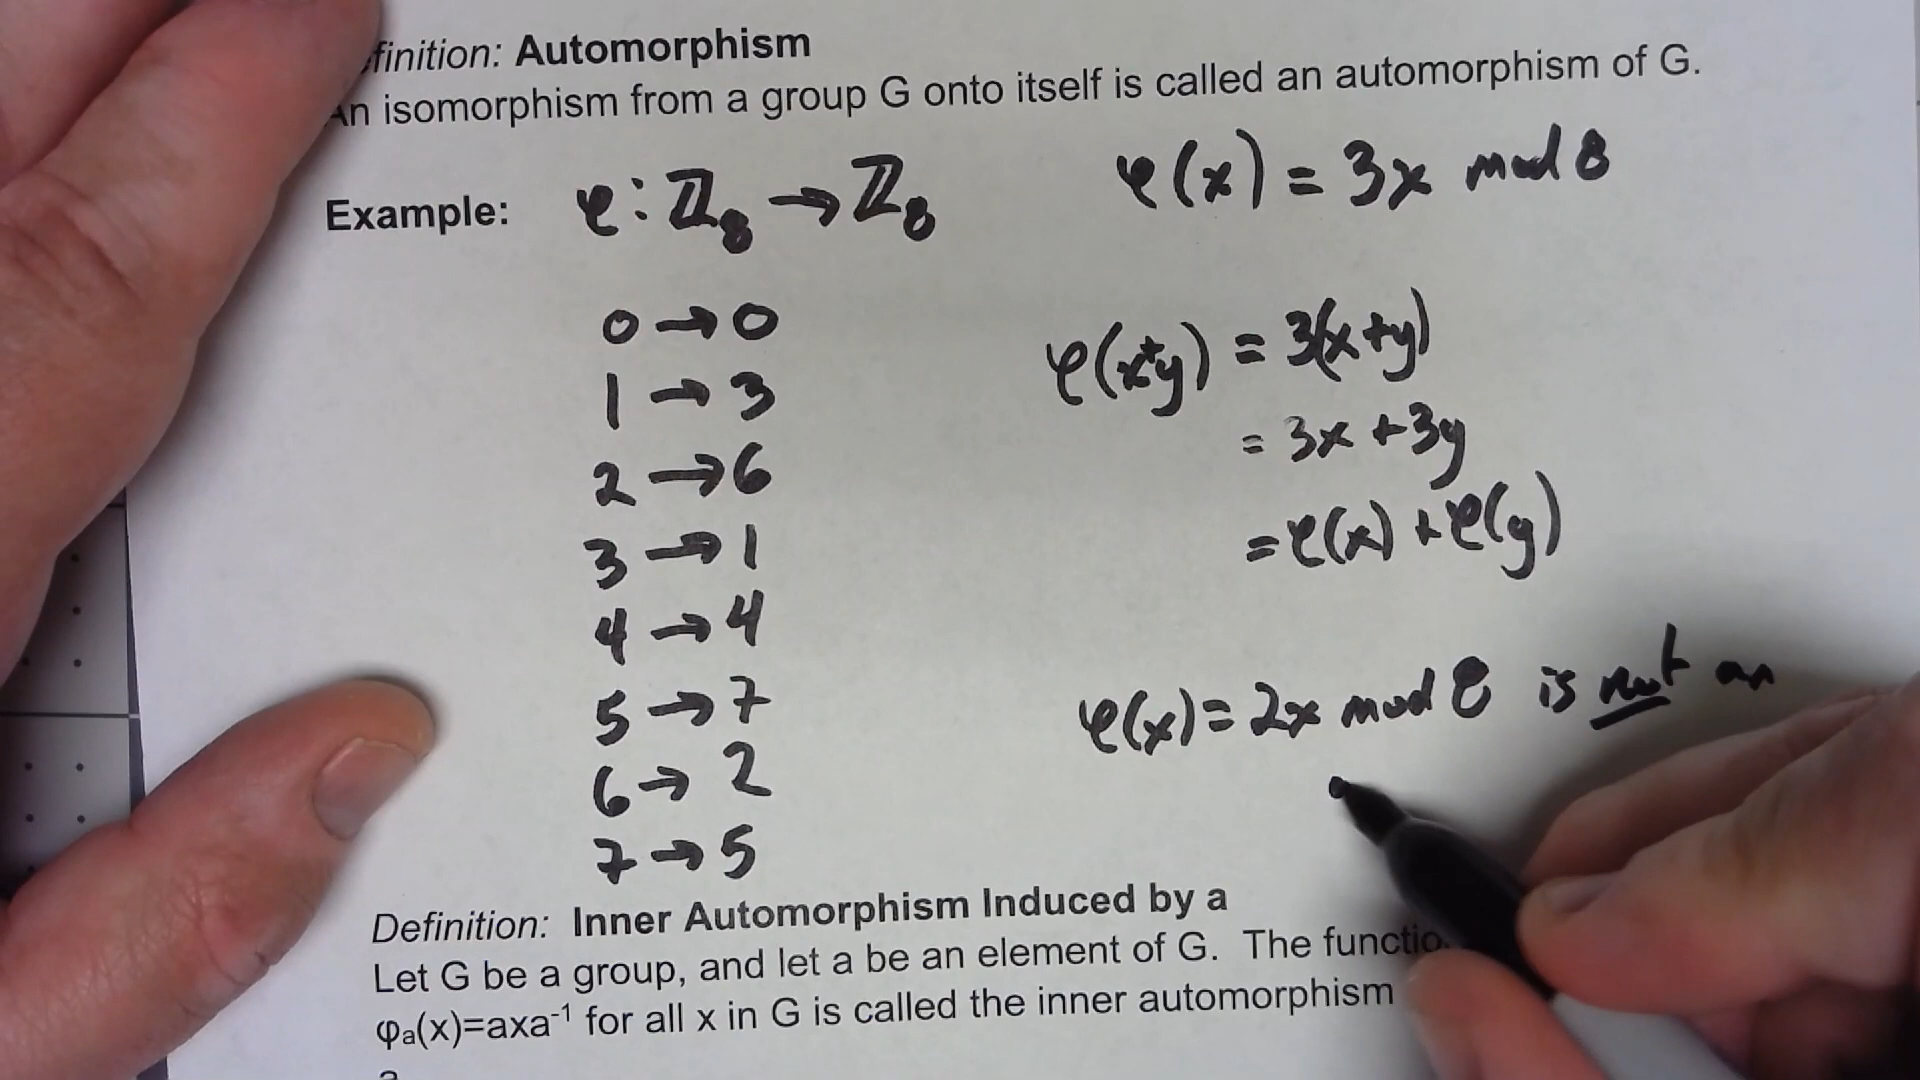 finition: Automorphism
An isomorphism from a group G onto itself is called an automorphism of G.
Example: φ: ℤ₈ → ℤ₈ φ(x) = 3x mod 8
0 → 0
1 → 3
2 → 6
3 → 1
4 → 4
5 → 7
6 → 2
7 → 5
φ(x+y) = 3(x+y)
= 3x + 3y
= φ(x) + φ(y)
φ(x) = 2x mod 8 is not an
Definition: Inner Automorphism Induced by a
Let G be a group, and let a be an element of G. The functio
φₐ(x)=axa⁻¹ for all x in G is called the inner automorphism